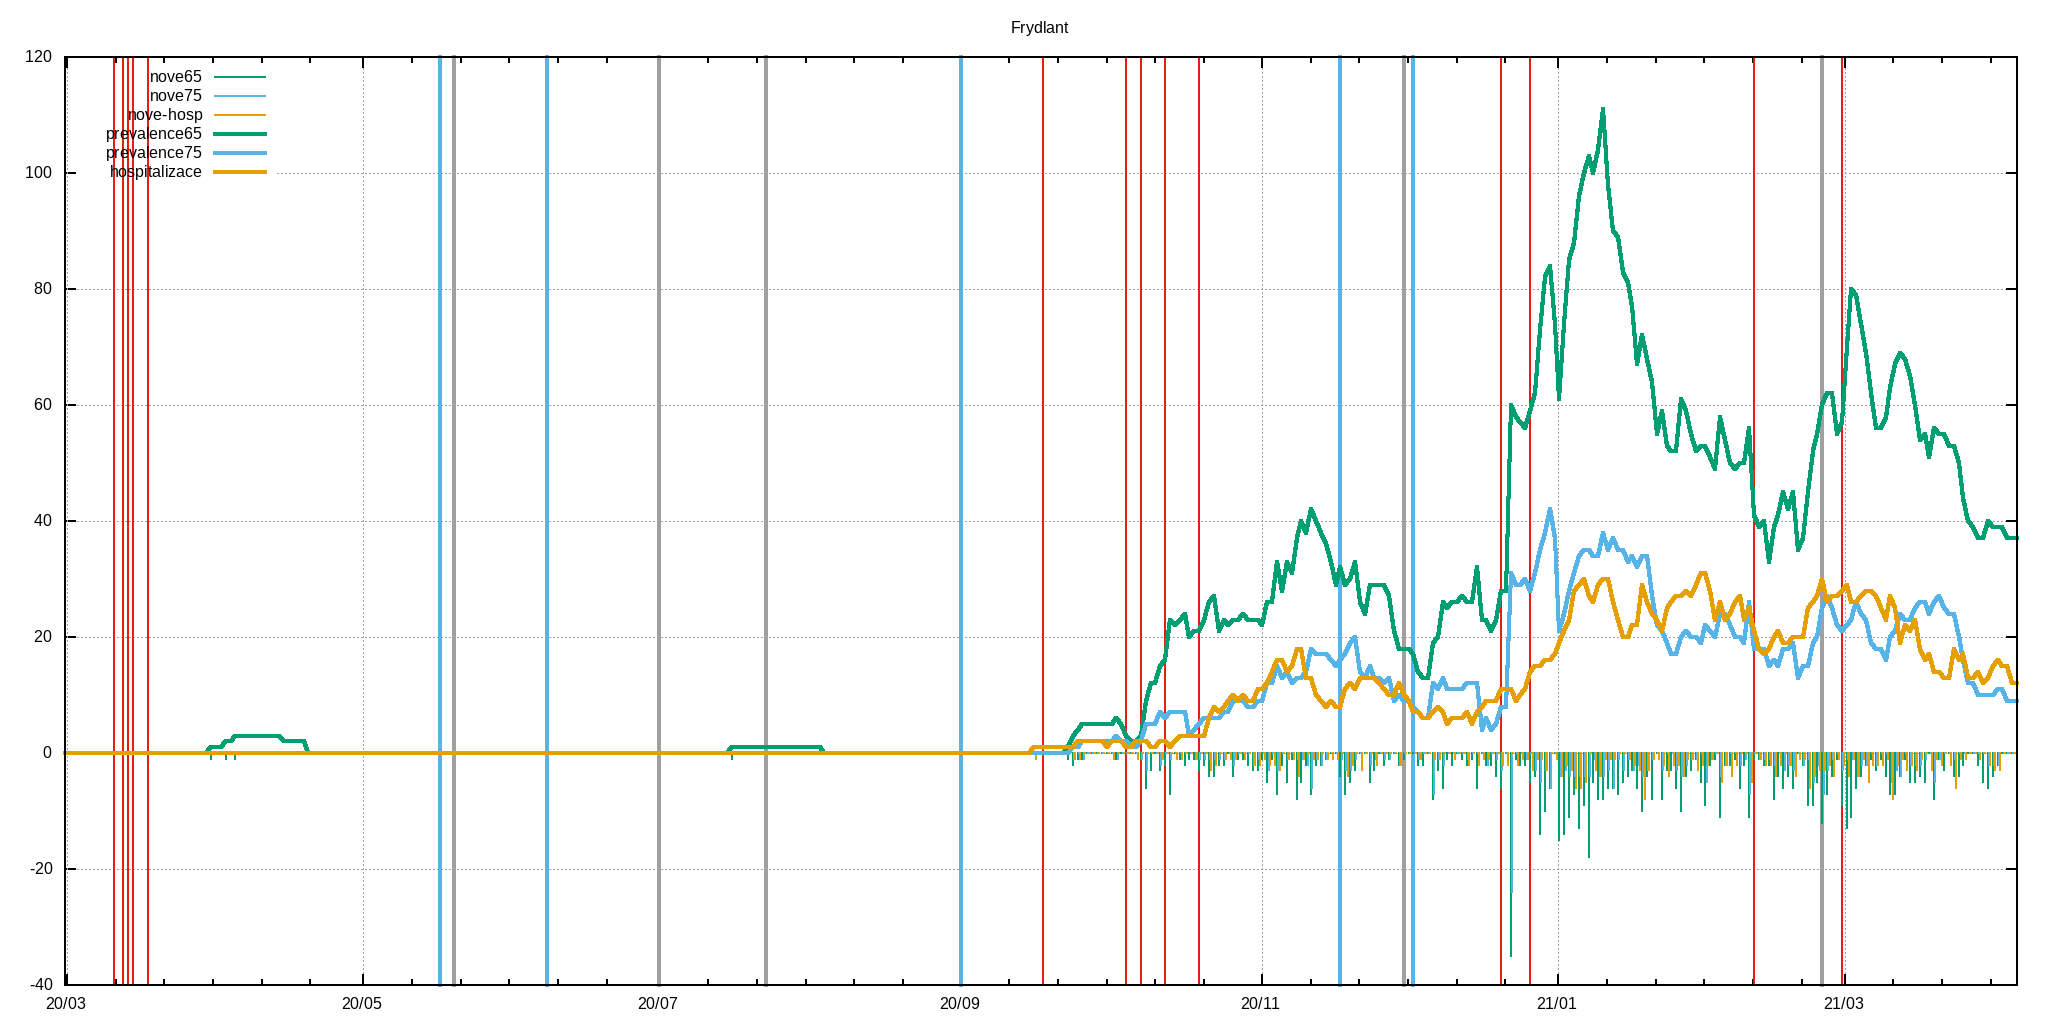 Frydlant
120
nove65
nove75
nove-hosp
prevalence65
prevalence75
hospitalizace
100
80
60
40
20
0
-20
-40
20/03 20/05 20/07 20/09 20/11 21/01 21/03